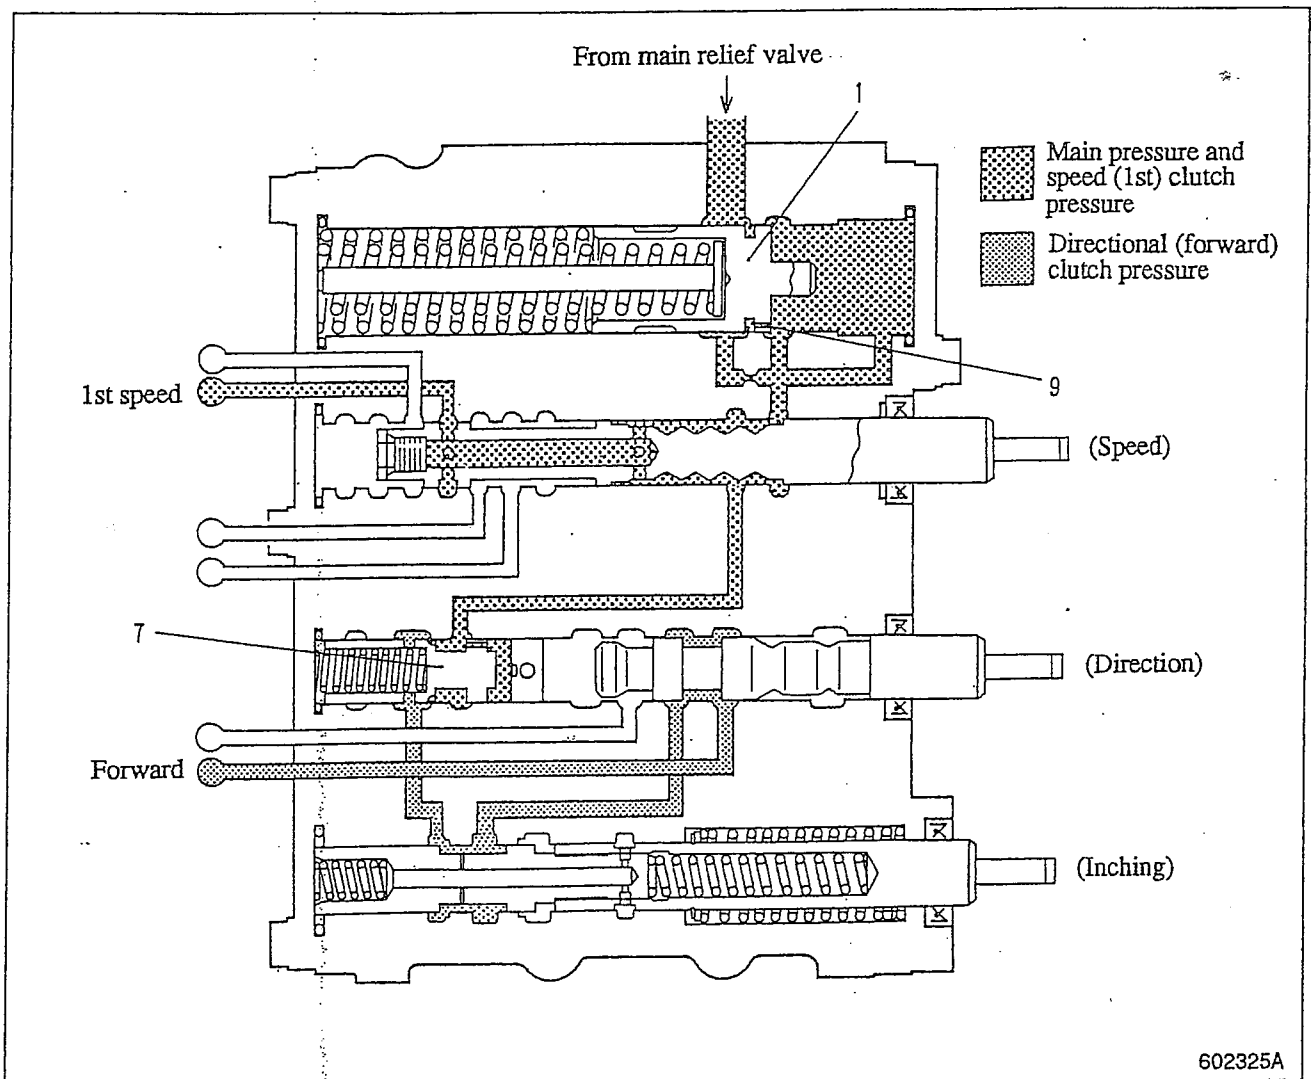 From main relief valve
1
Main pressure and
speed (1st) clutch
pressure
Directional (forward)
clutch pressure
9
1st speed
(Speed)
7
(Direction)
Forward
(Inching)
602325A